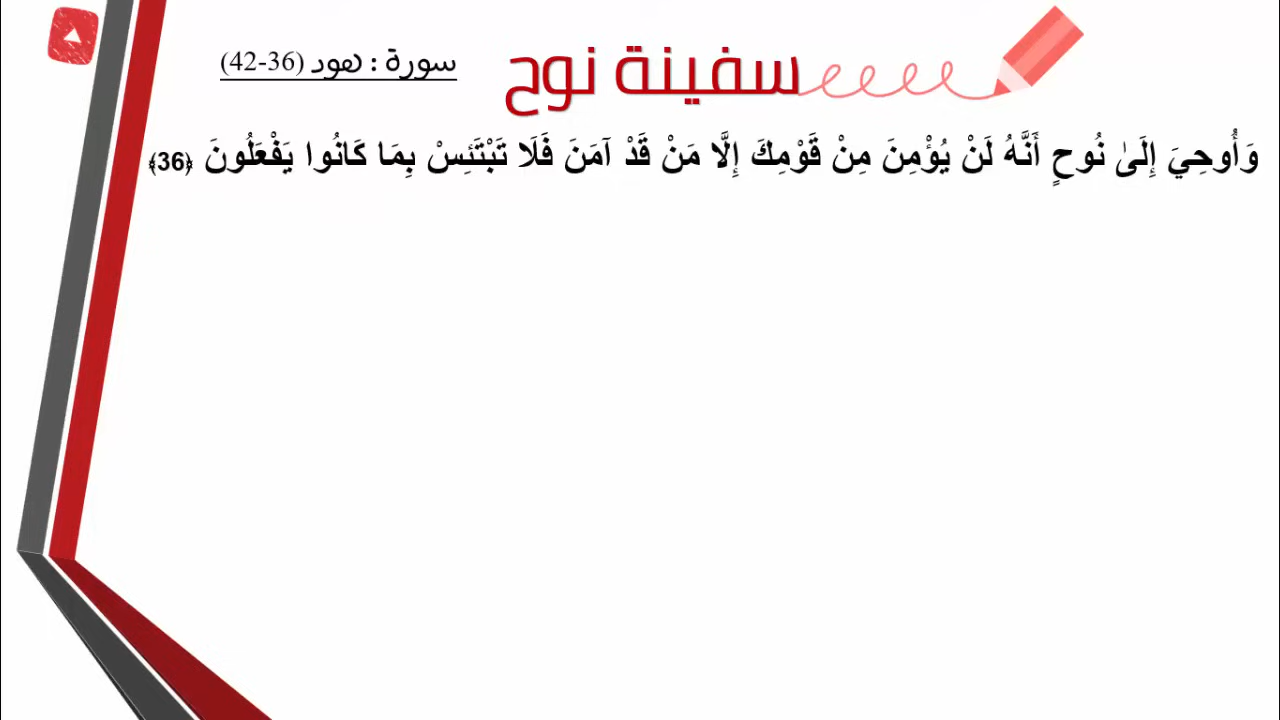 سفينة نوح
سورة : هود (36-42)
وَأُوحِيَ إِلَىٰ نُوحٍ أَنَّهُ لَنْ يُؤْمِنَ مِنْ قَوْمِكَ إِلَّا مَنْ قَدْ آمَنَ فَلَا تَبْتَئِسْ بِمَا كَانُوا يَفْعَلُونَ ﴿36﴾